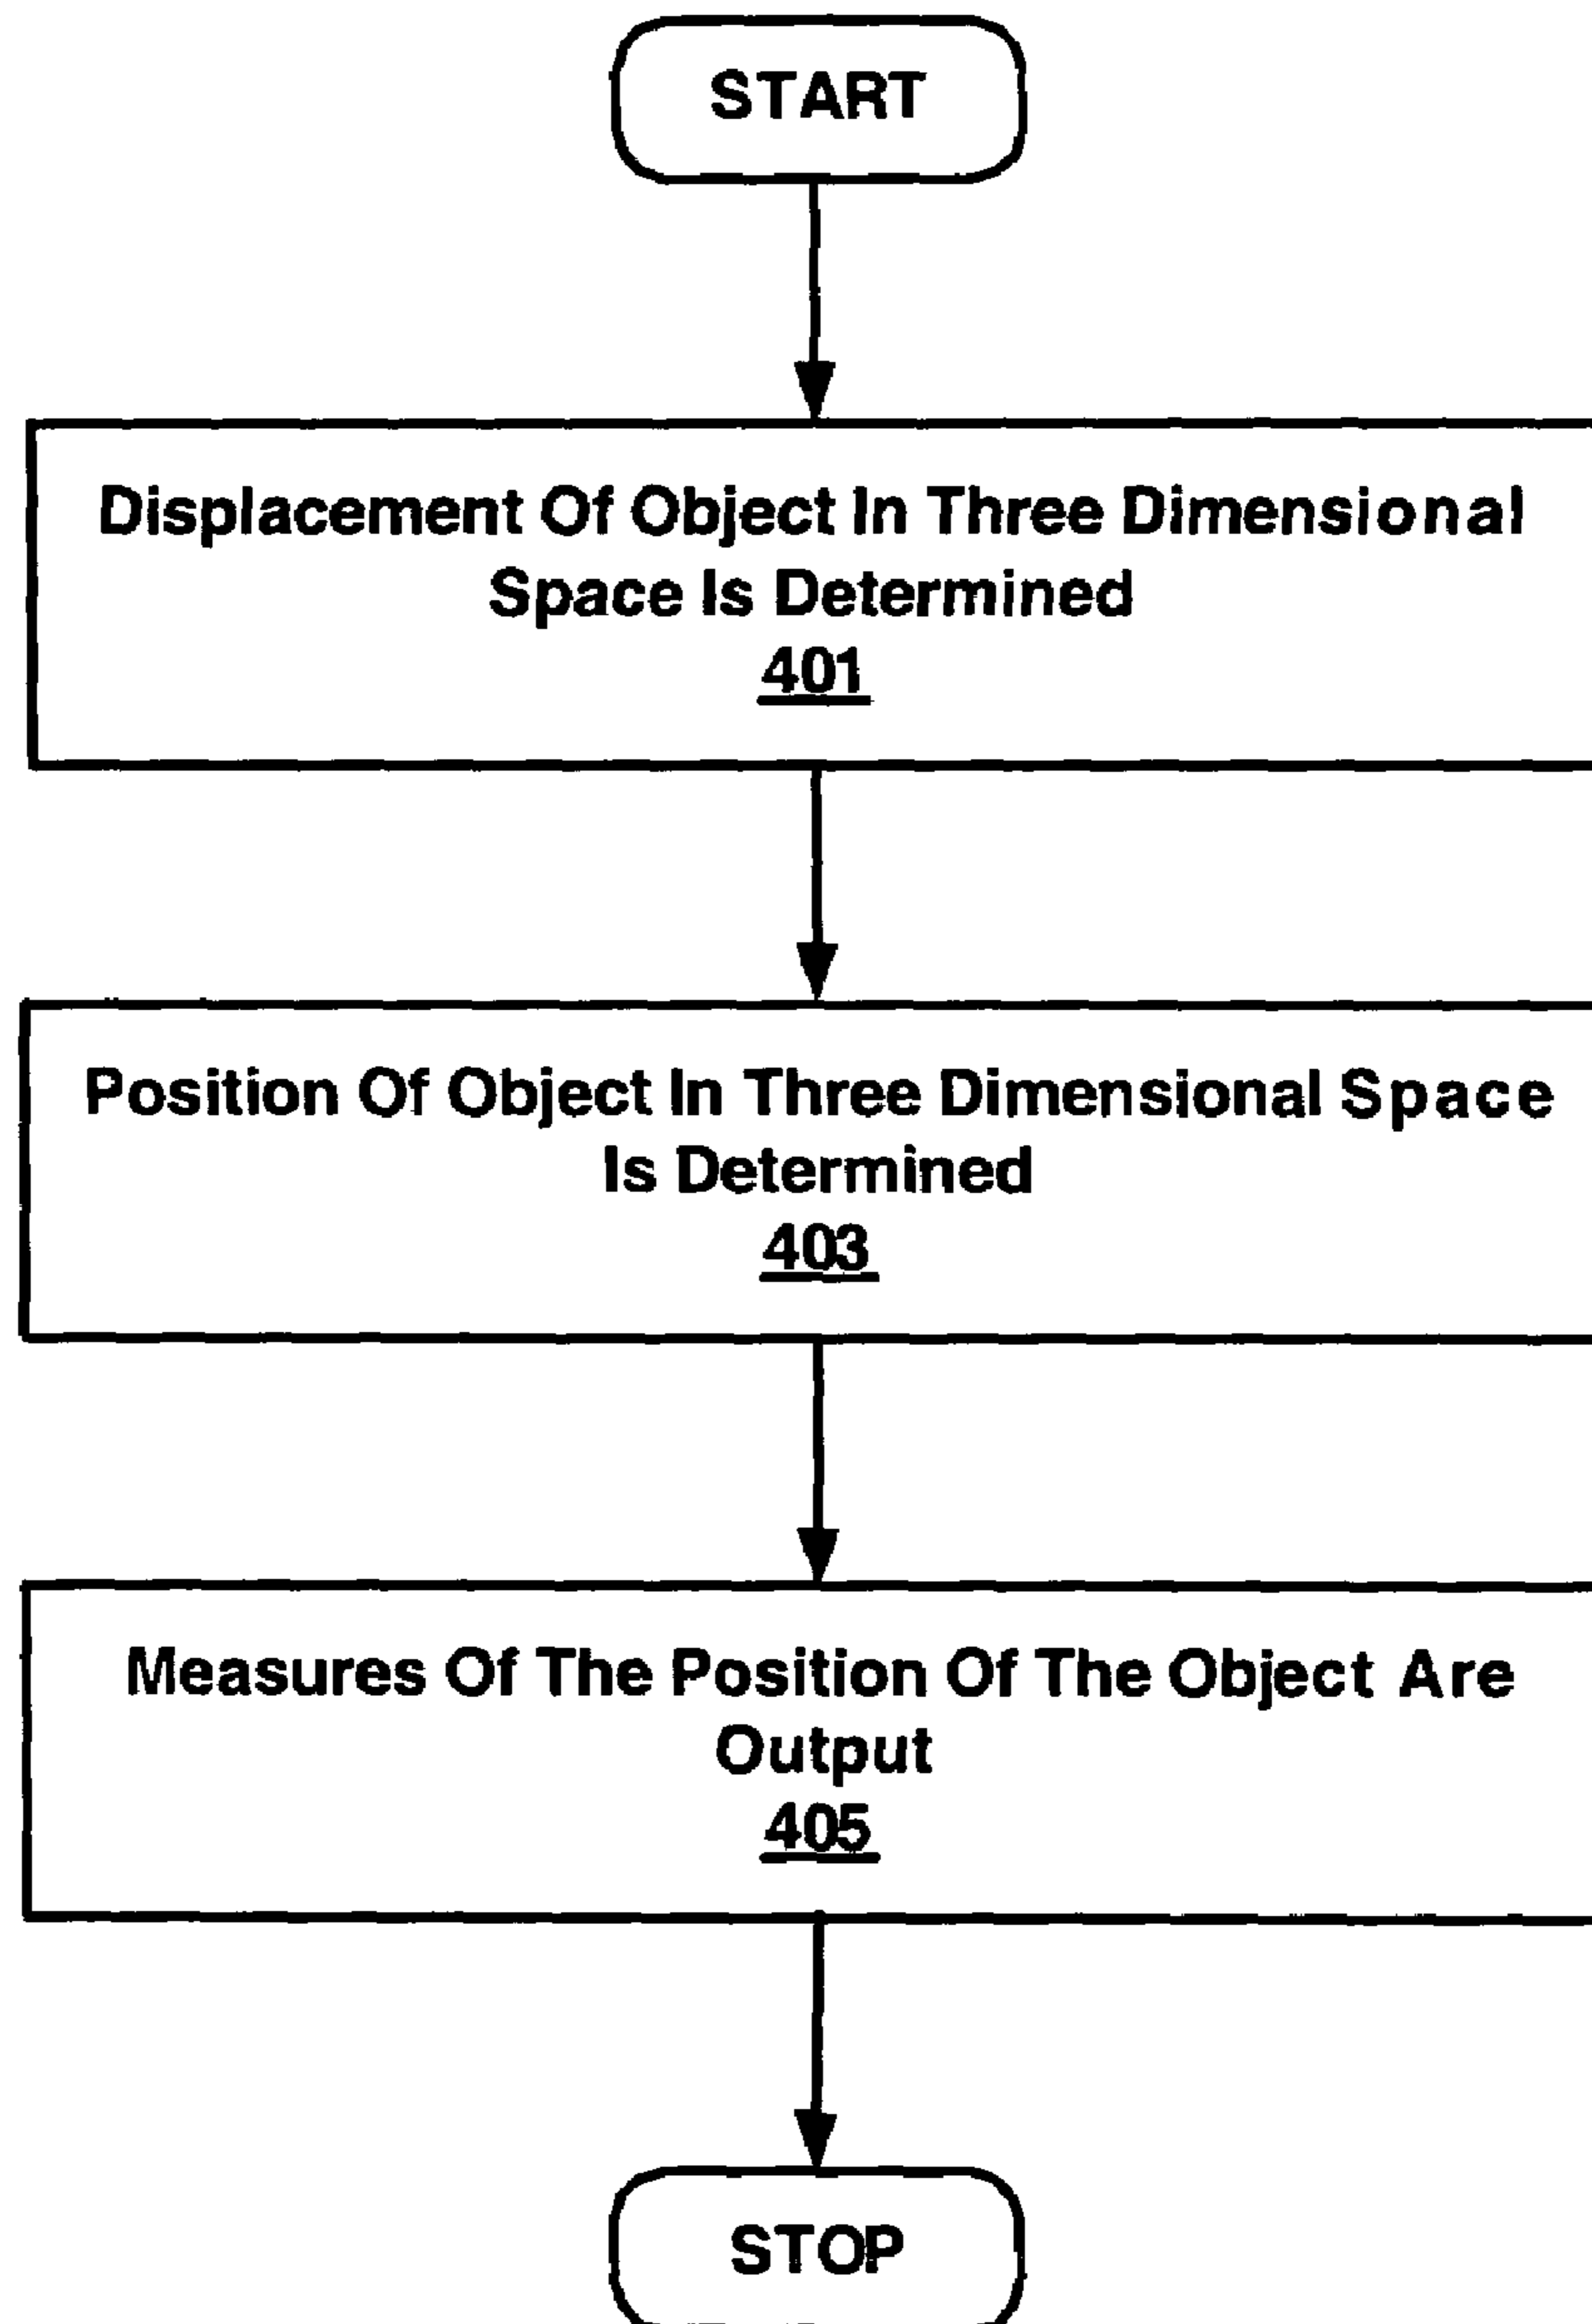 START
Displacement Of Object In Three Dimensional
Space Is Determined
401
Position Of Object In Three Dimensional Space
Is Determined
403
Measures Of The Position Of The Object Are
Output
405
STOP